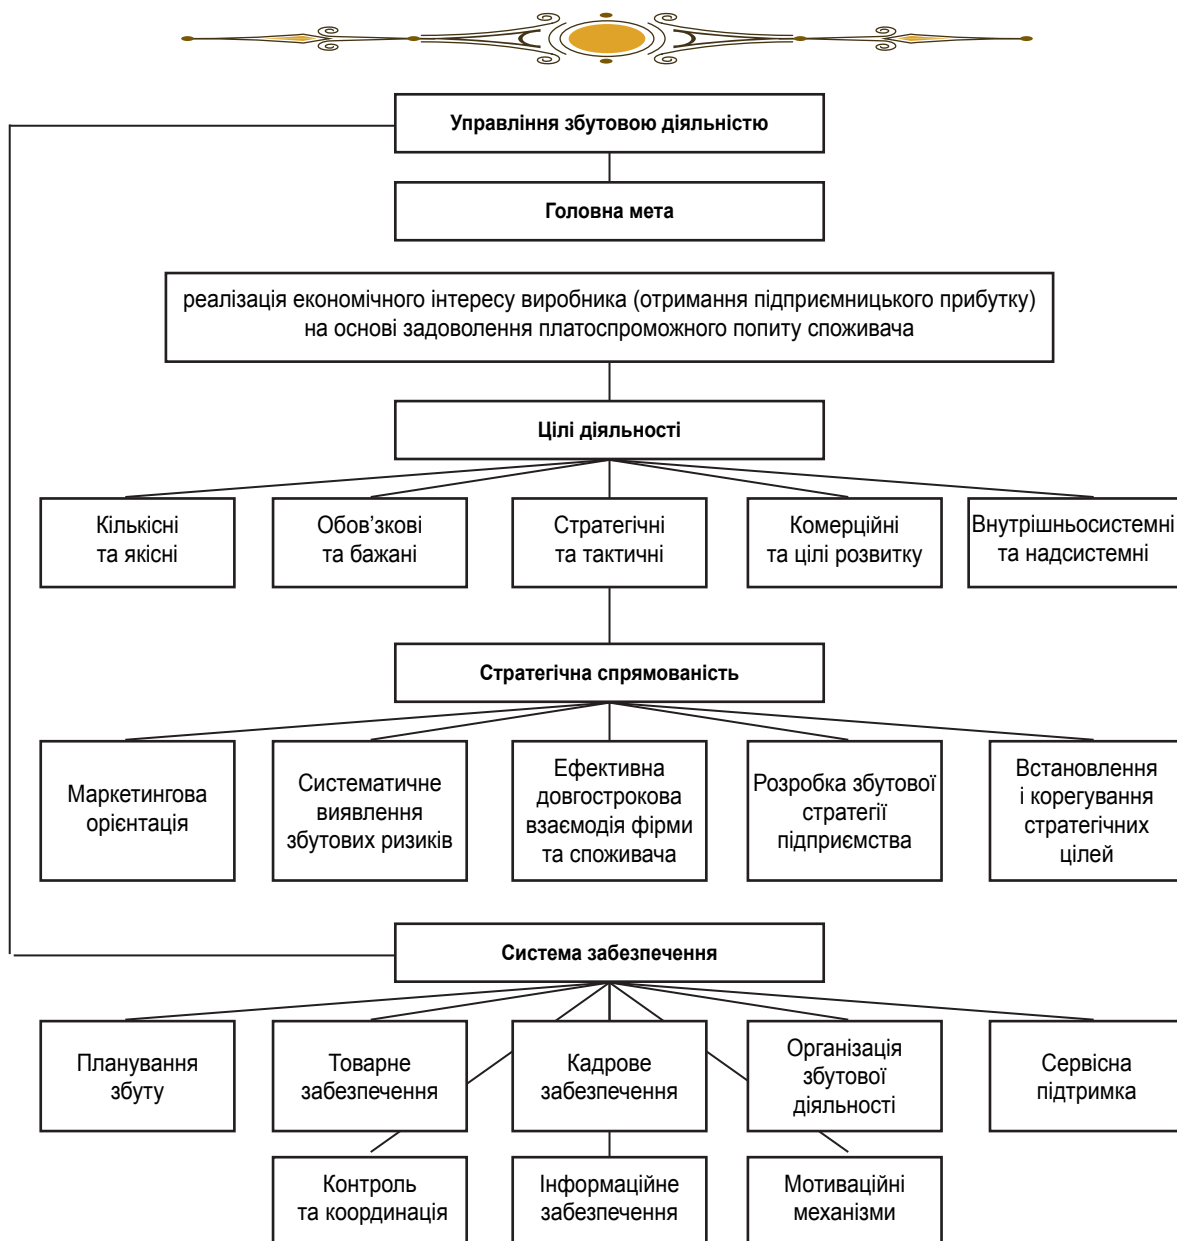 Управління збутовою діяльністю
Головна мета
реалізація економічного інтересу виробника (отримання підприємницького прибутку)
на основі задоволення платоспроможного попиту споживача
Цілі діяльності
Кількісні
та якісні
Обов’язкові
та бажані
Стратегічні
та тактичні
Комерційні
та цілі розвитку
Внутрішньосистемні
та надсистемні
Стратегічна спрямованість
Маркетингова
орієнтація
Систематичне
виявлення
збутових ризиків
Ефективна
довгострокова
взаємодія фірми
та споживача
Розробка збутової
стратегії
підприємства
Встановлення
і корегування
стратегічних
цілей
Система забезпечення
Планування
збуту
Товарне
забезпечення
Кадрове
забезпечення
Організація
збутової
діяльності
Сервісна
підтримка
Контроль
та координація
Інформаційне
забезпечення
Мотиваційні
механізми